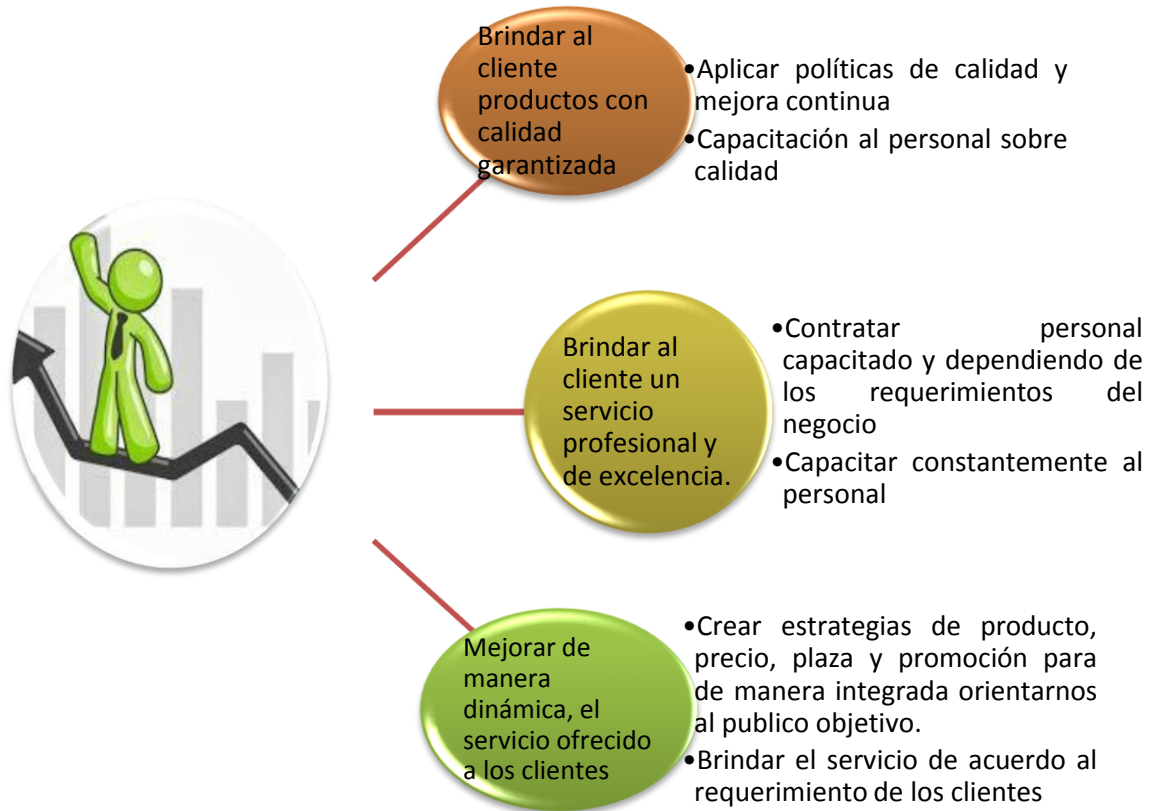 Brindar al
cliente
productos con
calidad
garantizada
•Aplicar políticas de calidad y
mejora continua
•Capacitación al personal sobre
calidad
Brindar al
cliente un
servicio
profesional y
de excelencia.
•Contratar personal
capacitado y dependiendo de
los requerimientos del
negocio
•Capacitar constantemente al
personal
Mejorar de
manera
dinámica, el
servicio ofrecido
a los clientes
•Crear estrategias de producto,
precio, plaza y promoción para
de manera integrada orientarnos
al publico objetivo.
•Brindar el servicio de acuerdo al
requerimiento de los clientes